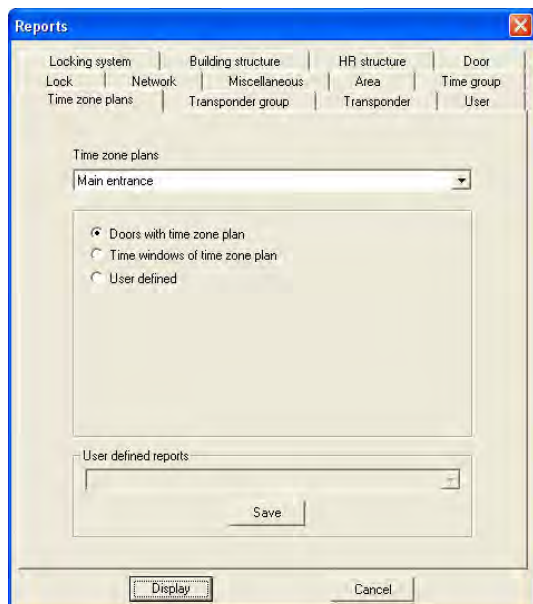 Reports
Locking system Building structure HR structure Door
Lock Network Miscellaneous Area Time group
Time zone plans Transponder group Transponder User
Time zone plans
Main entrance
Doors with time zone plan
Time windows of time zone plan
User defined
User defined reports
Save
Display Cancel